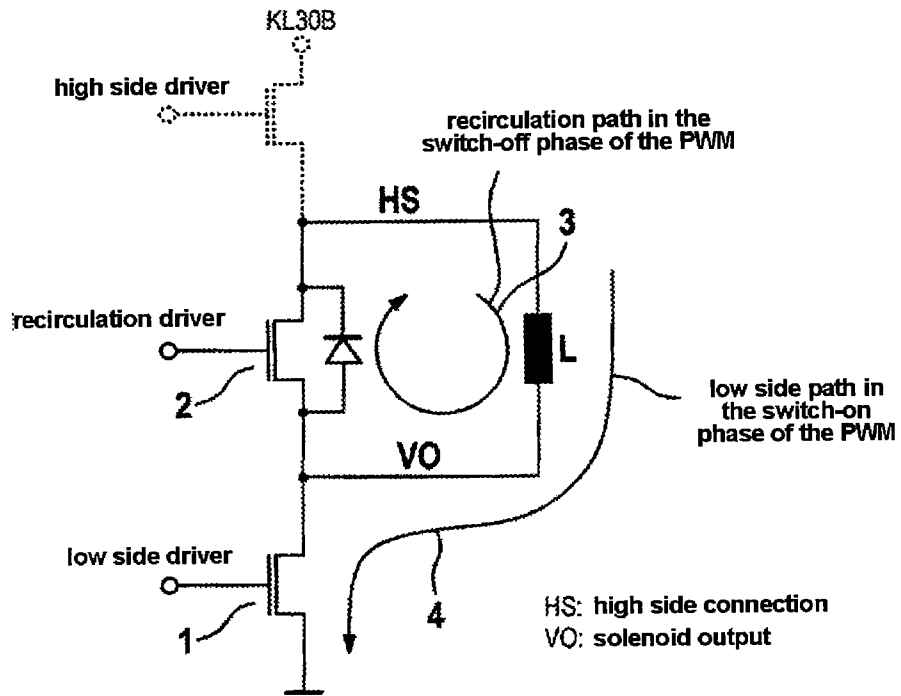 KL30B
high side driver
recirculation path in the
switch-off phase of the PWM
HS
3
recirculation driver
L
2
low side path in
the switch-on
phase of the PWM
VO
low side driver
4
HS: high side connection
1
VO: solenoid output